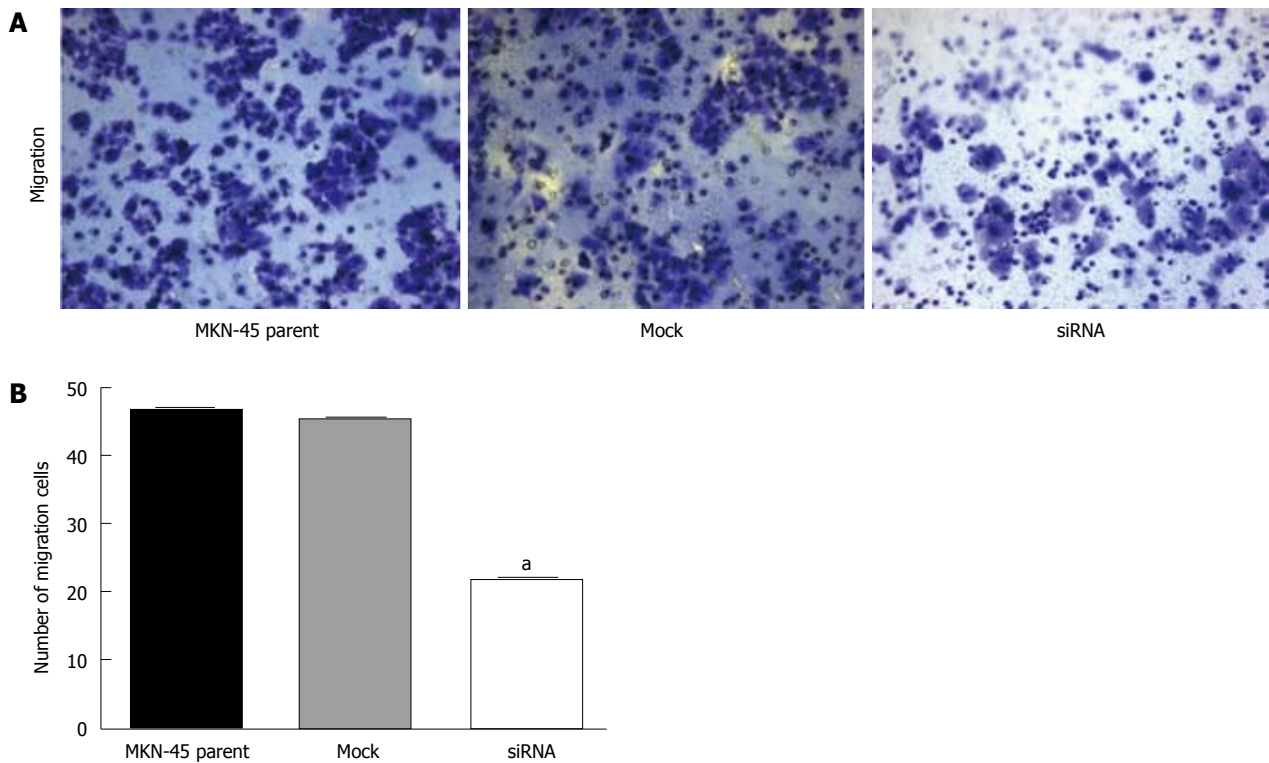 A
Migration
MKN-45 parent
Mock
siRNA
B
Number of migration cells
50
40
30
20
10
0
a
MKN-45 parent
Mock
siRNA